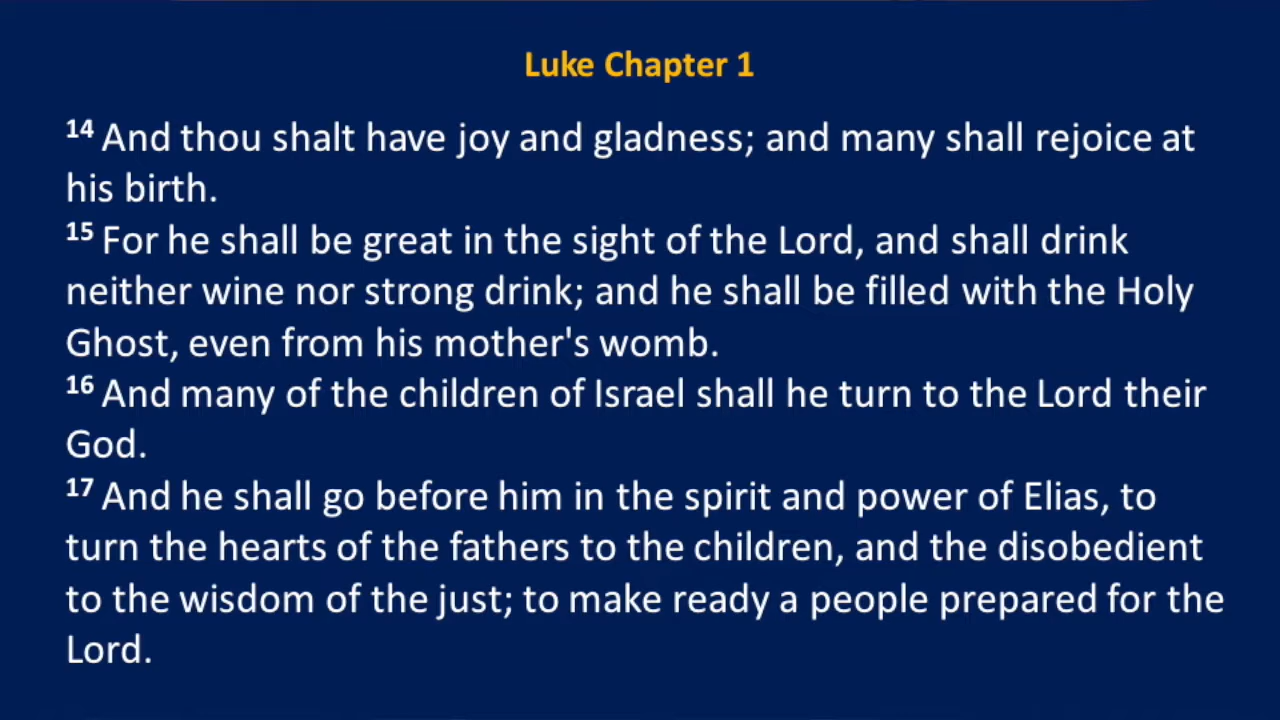 Luke Chapter 1
14 And thou shalt have joy and gladness; and many shall rejoice at
his birth.
15 For he shall be great in the sight of the Lord, and shall drink
neither wine nor strong drink; and he shall be filled with the Holy
Ghost, even from his mother's womb.
16 And many of the children of Israel shall he turn to the Lord their
God.
17 And he shall go before him in the spirit and power of Elias, to
turn the hearts of the fathers to the children, and the disobedient
to the wisdom of the just; to make ready a people prepared for the
Lord.